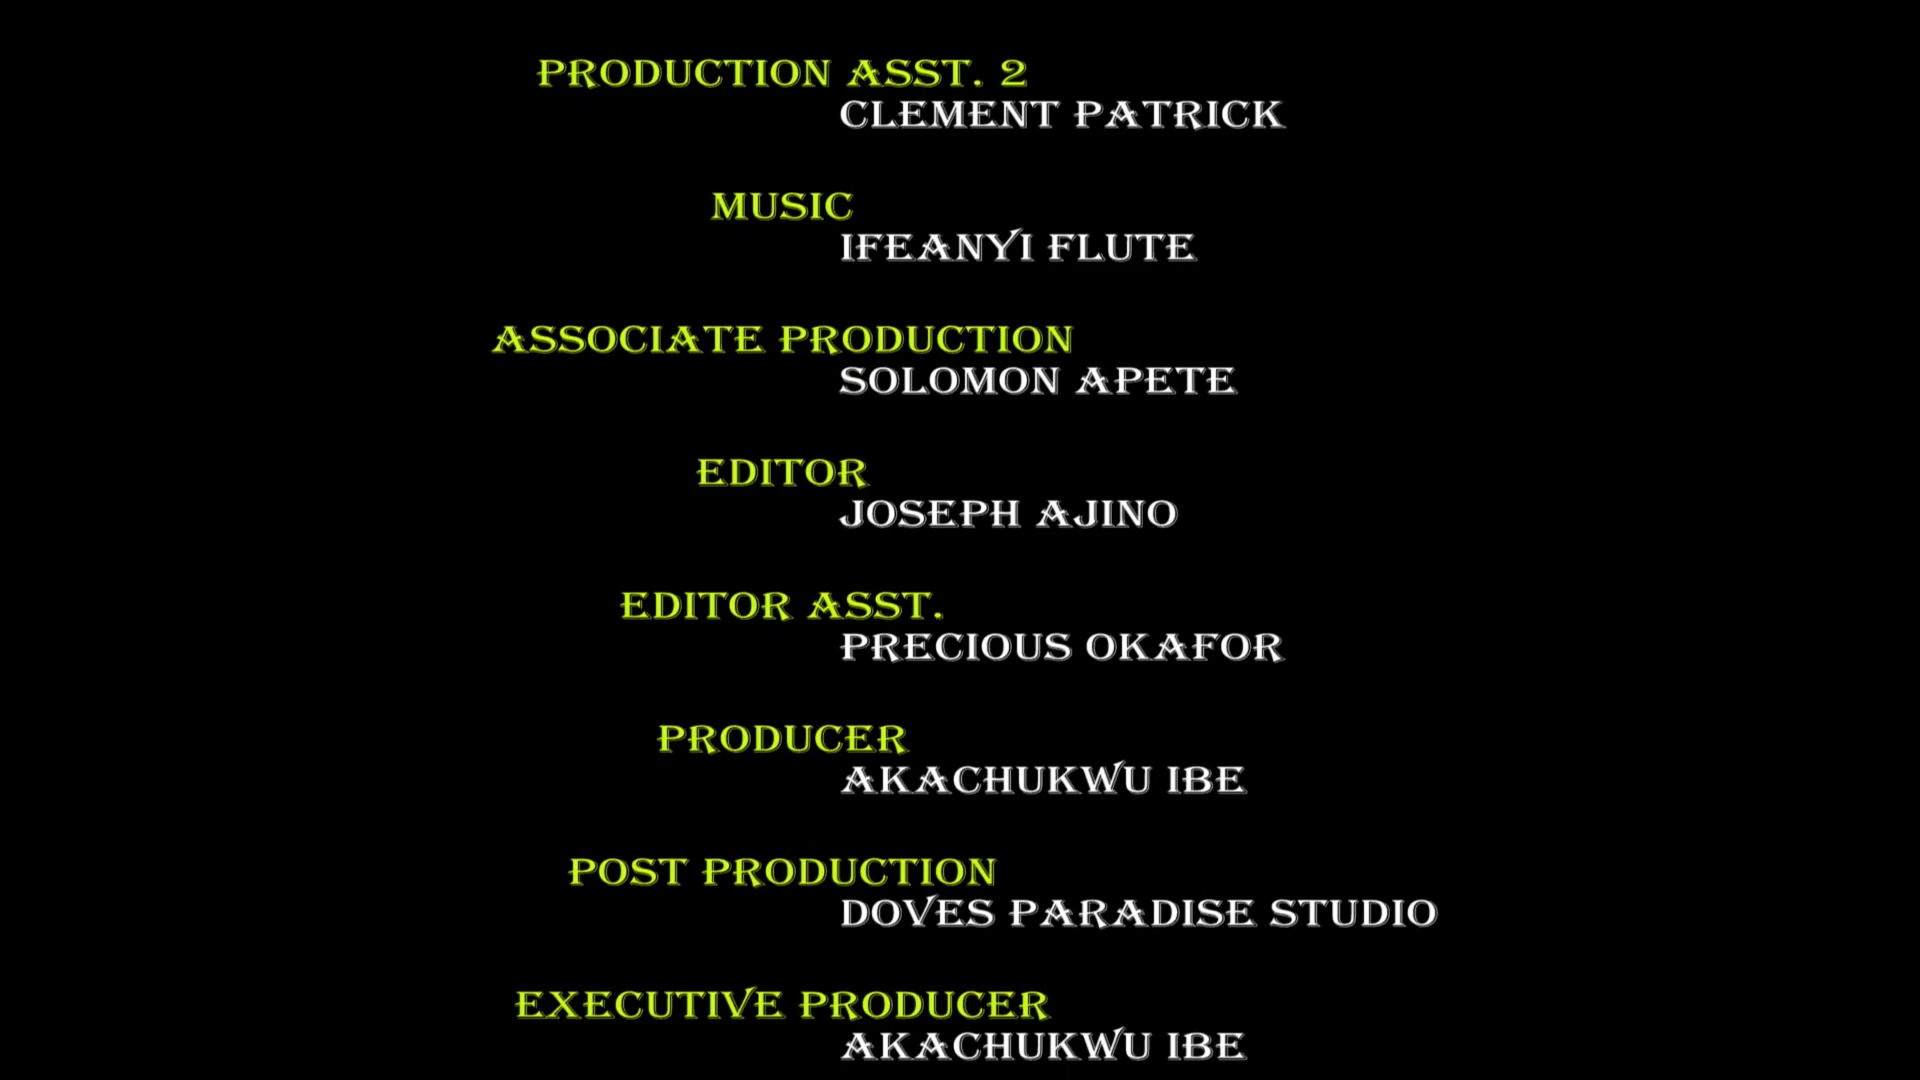 PRODUCTION ASST. 2
CLEMENT PATRICK
MUSIC
IFEANYI FLUTE
ASSOCIATE PRODUCTION
SOLOMON APETE
EDITOR
JOSEPH AJINO
EDITOR ASST.
PRECIOUS OKAFOR
PRODUCER
AKACHUKWU IBE
POST PRODUCTION
DOVES PARADISE STUDIO
EXECUTIVE PRODUCER
AKACHUKWU IBE